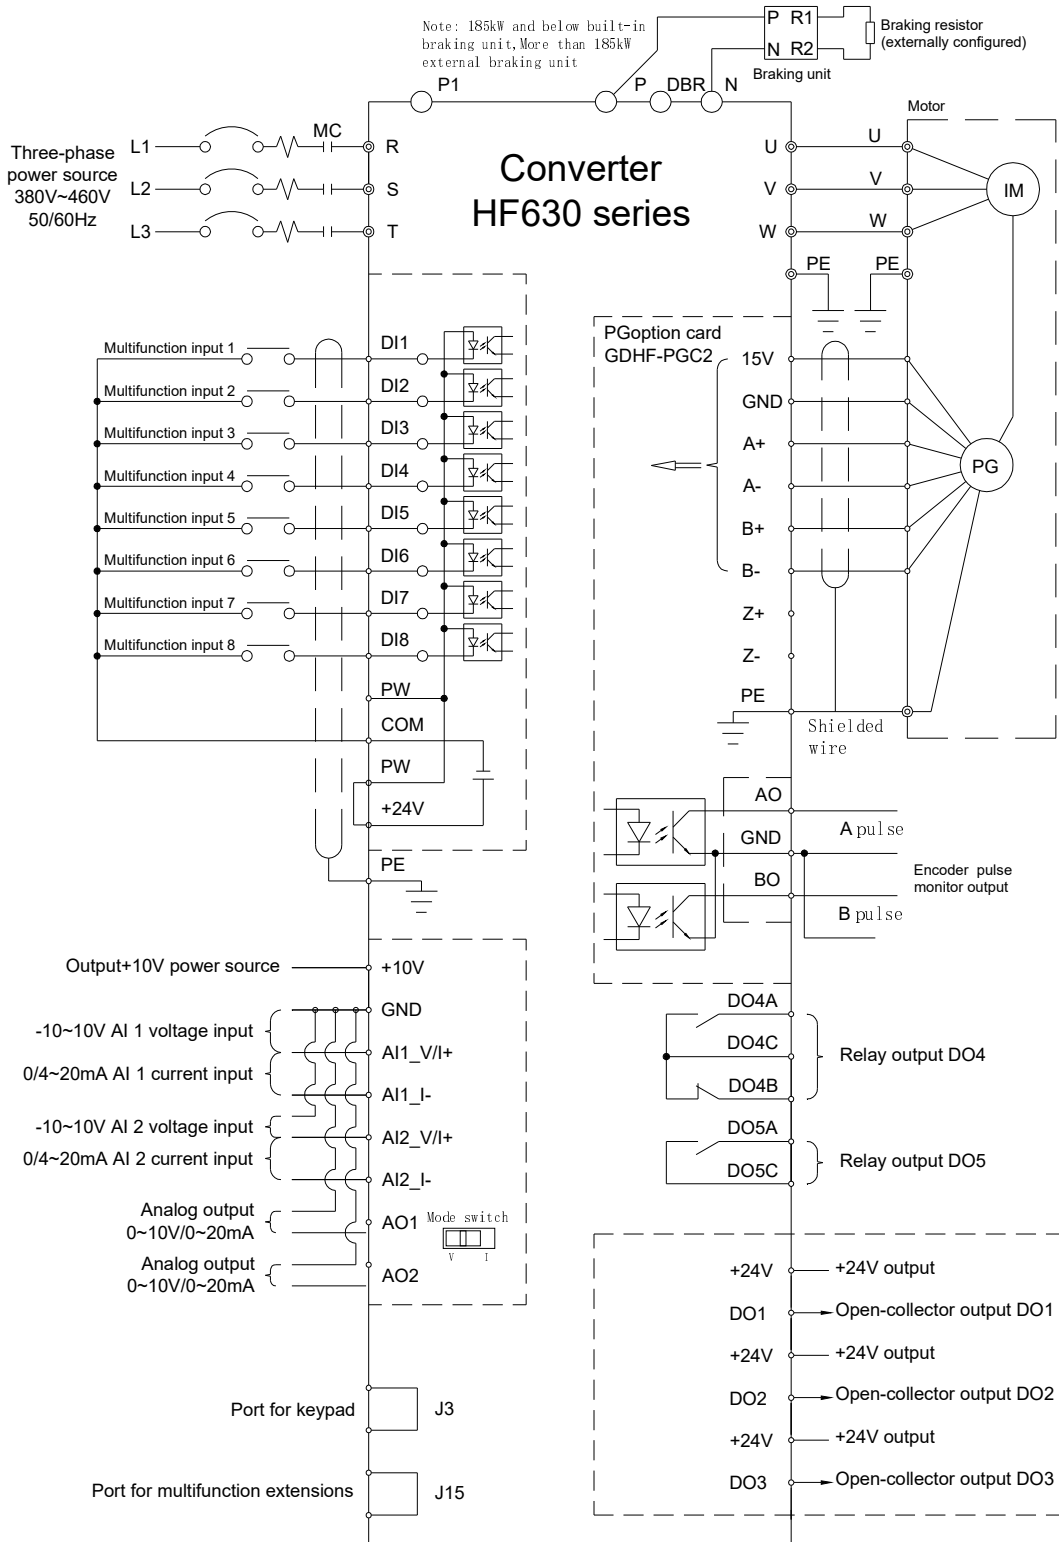 Note: 185kW and below built-in
braking unit,More than 185kW
external braking unit
P R1
N R2
Braking unit
Braking resistor
(externally configured)
P1
P
DBR
N
Three-phase
power source
380V~460V
50/60Hz
L1
L2
L3
MC
R
S
T
Converter
HF630 series
U
V
W
PE
U
V
W
PE
Motor
IM
Multifunction input 1
Multifunction input 2
Multifunction input 3
Multifunction input 4
Multifunction input 5
Multifunction input 6
Multifunction input 7
Multifunction input 8
DI1
DI2
DI3
DI4
DI5
DI6
DI7
DI8
PW
COM
PW
+24V
PE
PGoption card
GDHF-PGC2
15V
GND
A+
A-
B+
B-
Z+
Z-
PE
PG
Shielded
wire
AO
GND
BO
A pulse
B pulse
Encoder pulse
monitor output
Output+10V power source
-10~10V AI 1 voltage input
0/4~20mA AI 1 current input
-10~10V AI 2 voltage input
0/4~20mA AI 2 current input
Analog output
0~10V/0~20mA
Analog output
0~10V/0~20mA
+10V
GND
AI1_V/I+
AI1_I-
AI2_V/I+
AI2_I-
AO1
AO2
Mode switch
V I
DO4A
DO4C
DO4B
Relay output DO4
DO5A
DO5C
Relay output DO5
+24V
+24V output
DO1
Open-collector output DO1
+24V
+24V output
DO2
Open-collector output DO2
+24V
+24V output
DO3
Open-collector output DO3
Port for keypad
J3
Port for multifunction extensions
J15